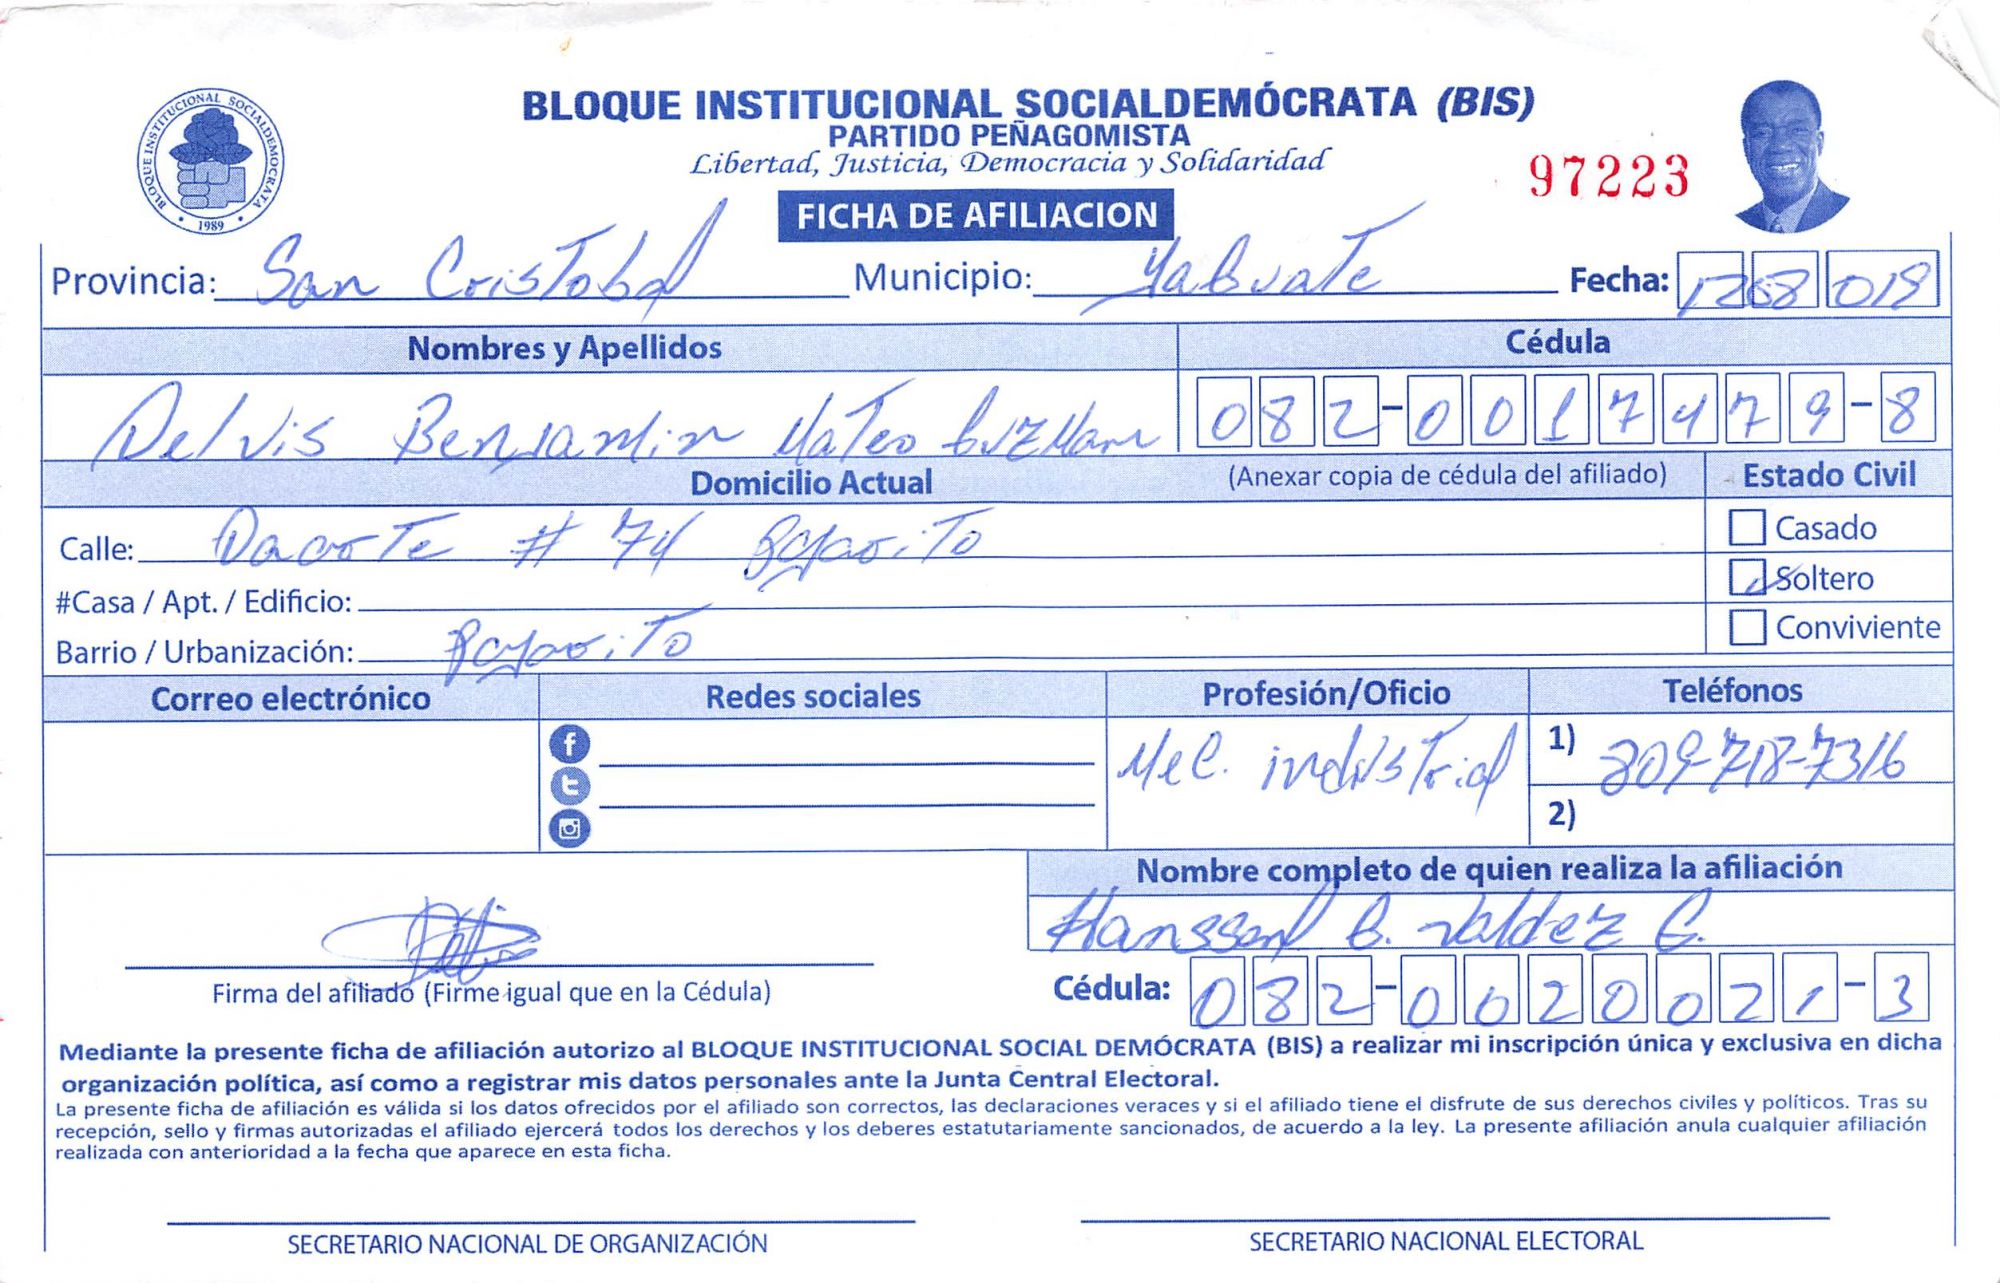 BLOQUE INSTITUCIONAL SOCIALDEMOCRATA
1989
BLOQUE INSTITUCIONAL SOCIALDEMÓCRATA (BIS)
PARTIDO PEÑAGOMISTA
Libertad, Justicia, Democracia y Solidaridad
97223
FICHA DE AFILIACION
Provincia: San Cristobal Municipio: Yaguate Fecha: 12 08 019
Nombres y Apellidos Cédula
Delvis Benjamin Mateo Guzman 082-0017479-8
Domicilio Actual (Anexar copia de cédula del afiliado) Estado Civil
Calle: # 74 Casado
Soltero
#Casa / Apt. / Edificio:
Barrio / Urbanización: Conviviente
Correo electrónico Redes sociales Profesión/Oficio Teléfonos
Mec. industrial 1) 809-718-7316
2)
Nombre completo de quien realiza la afiliación
B. Valdez G.
Firma del afiliado (Firme igual que en la Cédula) Cédula: 082-0020021-3
Mediante la presente ficha de afiliación autorizo al BLOQUE INSTITUCIONAL SOCIAL DEMÓCRATA (BIS) a realizar mi inscripción única y exclusiva en dicha
organización política, así como a registrar mis datos personales ante la Junta Central Electoral.
La presente ficha de afiliación es válida si los datos ofrecidos por el afiliado son correctos, las declaraciones veraces y si el afiliado tiene el disfrute de sus derechos civiles y políticos. Tras su
recepción, sello y firmas autorizadas el afiliado ejercerá todos los derechos y los deberes estatutariamente sancionados, de acuerdo a la ley. La presente afiliación anula cualquier afiliación
realizada con anterioridad a la fecha que aparece en esta ficha.
SECRETARIO NACIONAL DE ORGANIZACIÓN SECRETARIO NACIONAL ELECTORAL